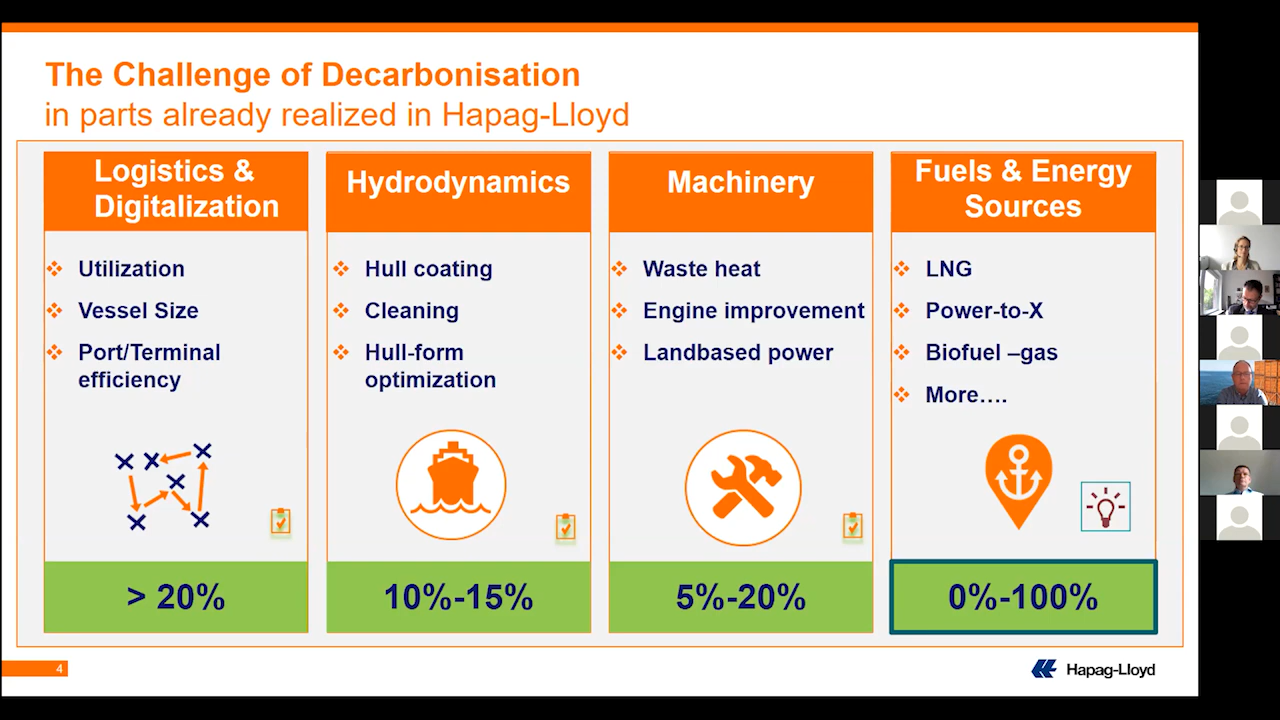 The Challenge of Decarbonisation
in parts already realized in Hapag-Lloyd
Logistics &
Digitalization
Utilization
Vessel Size
Port/Terminal
efficiency
> 20%
Hydrodynamics
Hull coating
Cleaning
Hull-form
optimization
10%-15%
Machinery
Waste heat
Engine improvement
Landbased power
5%-20%
Fuels & Energy
Sources
LNG
Power-to-X
Biofuel –gas
More….
0%-100%
4
Hapag-Lloyd